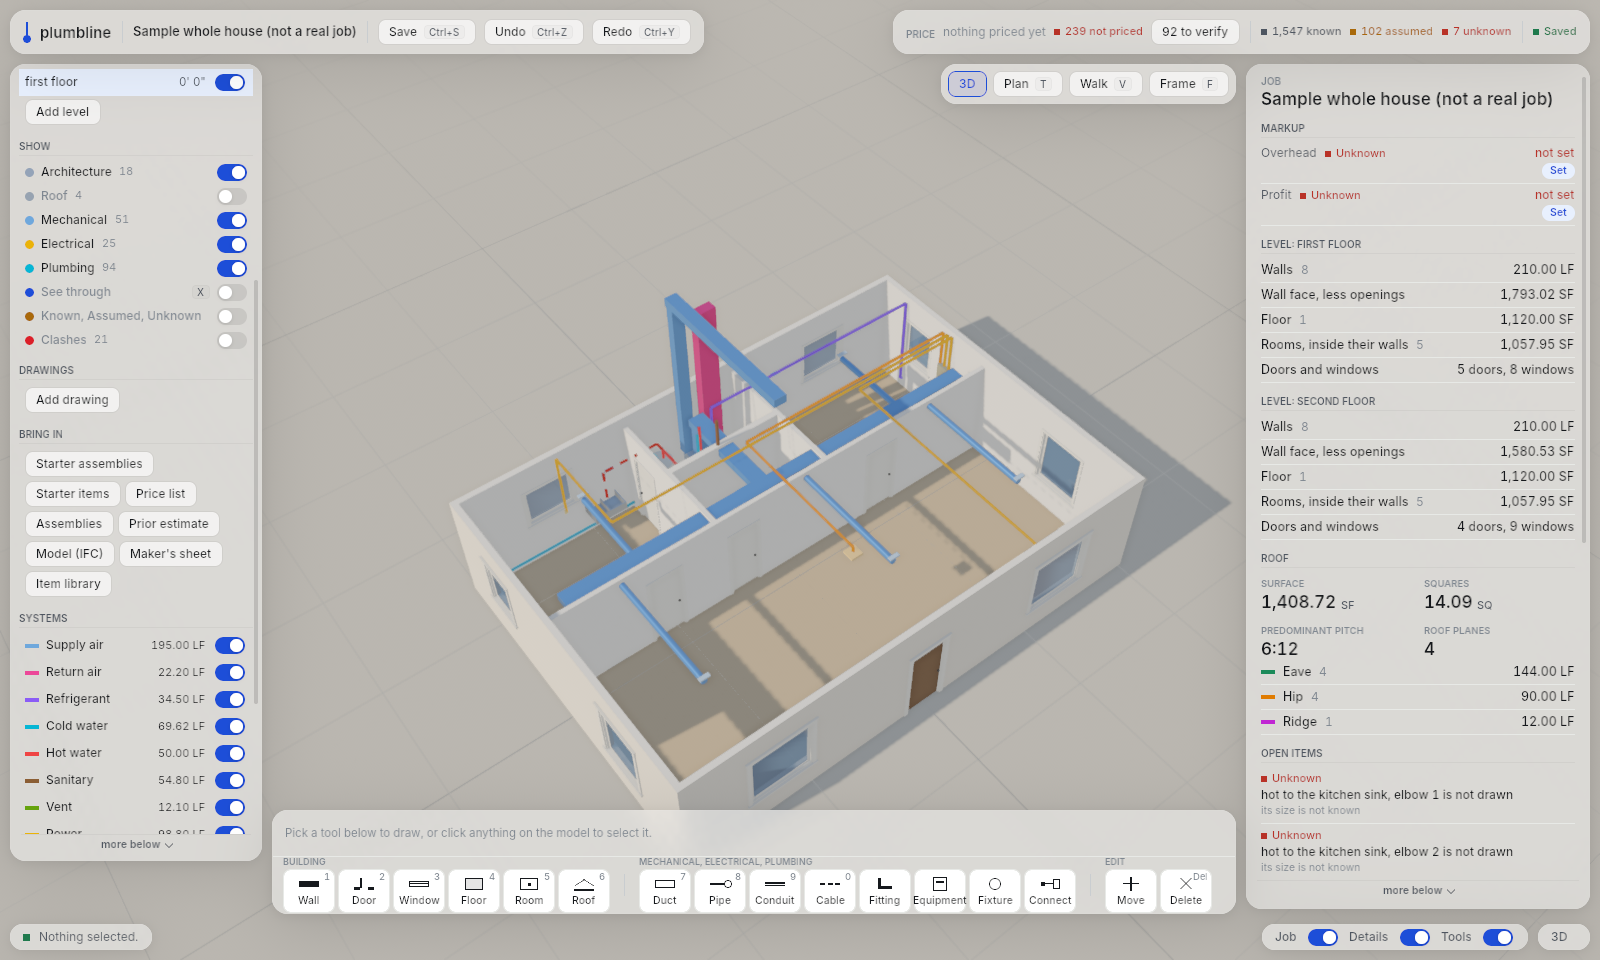 plumbline
Sample whole house (not a real job)
Save Ctrl+S
Undo Ctrl+Z
Redo Ctrl+Y
PRICE nothing priced yet 239 not priced 92 to verify 1,547 known 102 assumed 7 unknown Saved
first floor 0' 0"
Add level
SHOW
Architecture 18
Roof 4
Mechanical 51
Electrical 25
Plumbing 94
See through X
Known, Assumed, Unknown
Clashes 21
DRAWINGS
Add drawing
BRING IN
Starter assemblies
Starter items Price list
Assemblies Prior estimate
Model (IFC) Maker's sheet
Item library
SYSTEMS
Supply air 195.00 LF
Return air 22.20 LF
Refrigerant 34.50 LF
Cold water 69.62 LF
Hot water 50.00 LF
Sanitary 54.80 LF
Vent 12.10 LF
Power 98.80 LF
more below
3D Plan T Walk V Frame F
JOB
Sample whole house (not a real job)
MARKUP
Overhead Unknown not set
Set
Profit Unknown not set
Set
LEVEL: FIRST FLOOR
Walls 8 210.00 LF
Wall face, less openings 1,793.02 SF
Floor 1 1,120.00 SF
Rooms, inside their walls 5 1,057.95 SF
Doors and windows 5 doors, 8 windows
LEVEL: SECOND FLOOR
Walls 8 210.00 LF
Wall face, less openings 1,580.53 SF
Floor 1 1,120.00 SF
Rooms, inside their walls 5 1,057.95 SF
Doors and windows 4 doors, 9 windows
ROOF
SURFACE SQUARES
1,408.72 SF 14.09 SQ
PREDOMINANT PITCH ROOF PLANES
6:12 4
Eave 4 144.00 LF
Hip 4 90.00 LF
Ridge 1 12.00 LF
OPEN ITEMS
Unknown
hot to the kitchen sink, elbow 1 is not drawn
its size is not known
Unknown
hot to the kitchen sink, elbow 2 is not drawn
its size is not known
more below
Pick a tool below to draw, or click anything on the model to select it.
BUILDING MECHANICAL, ELECTRICAL, PLUMBING EDIT
1 2 3 4 5 6 7 8 9 0 Del
Wall Door Window Floor Room Roof Duct Pipe Conduit Cable Fitting Equipment Fixture Connect Move Delete
Nothing selected.
Job Details Tools 3D